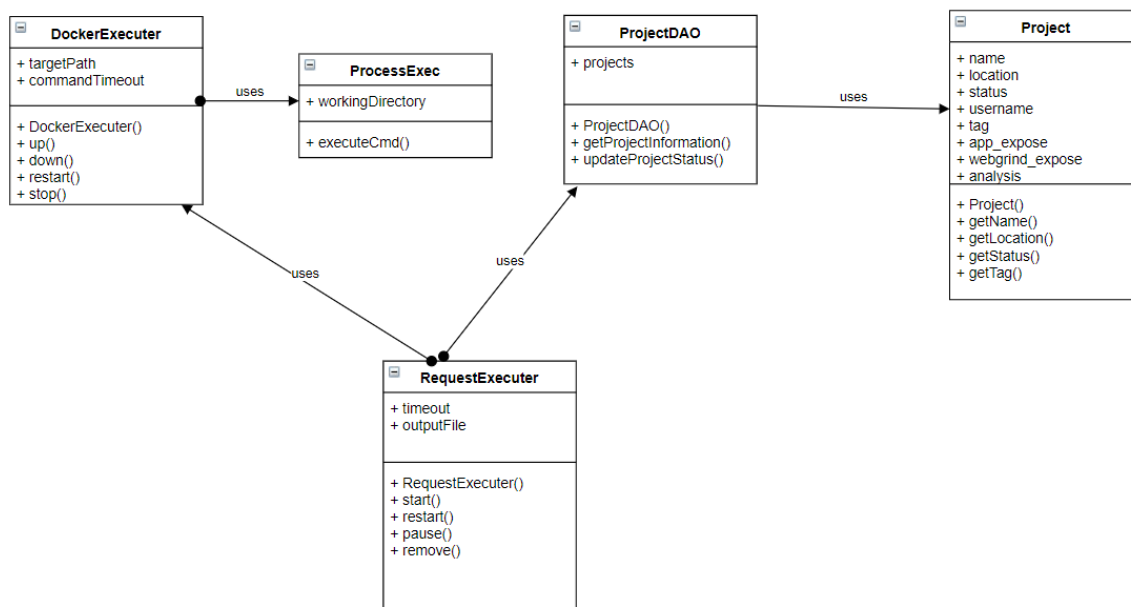 DockerExecuter
+ targetPath
+ commandTimeout
+ DockerExecuter()
+ up()
+ down()
+ restart()
+ stop()
uses
ProcessExec
+ workingDirectory
+ executeCmd()
ProjectDAO
+ projects
+ ProjectDAO()
+ getProjectInformation()
+ updateProjectStatus()
uses
Project
+ name
+ location
+ status
+ username
+ tag
+ app_expose
+ webgrind_expose
+ analysis
+ Project()
+ getName()
+ getLocation()
+ getStatus()
+ getTag()
uses
uses
RequestExecuter
+ timeout
+ outputFile
+ RequestExecuter()
+ start()
+ restart()
+ pause()
+ remove()